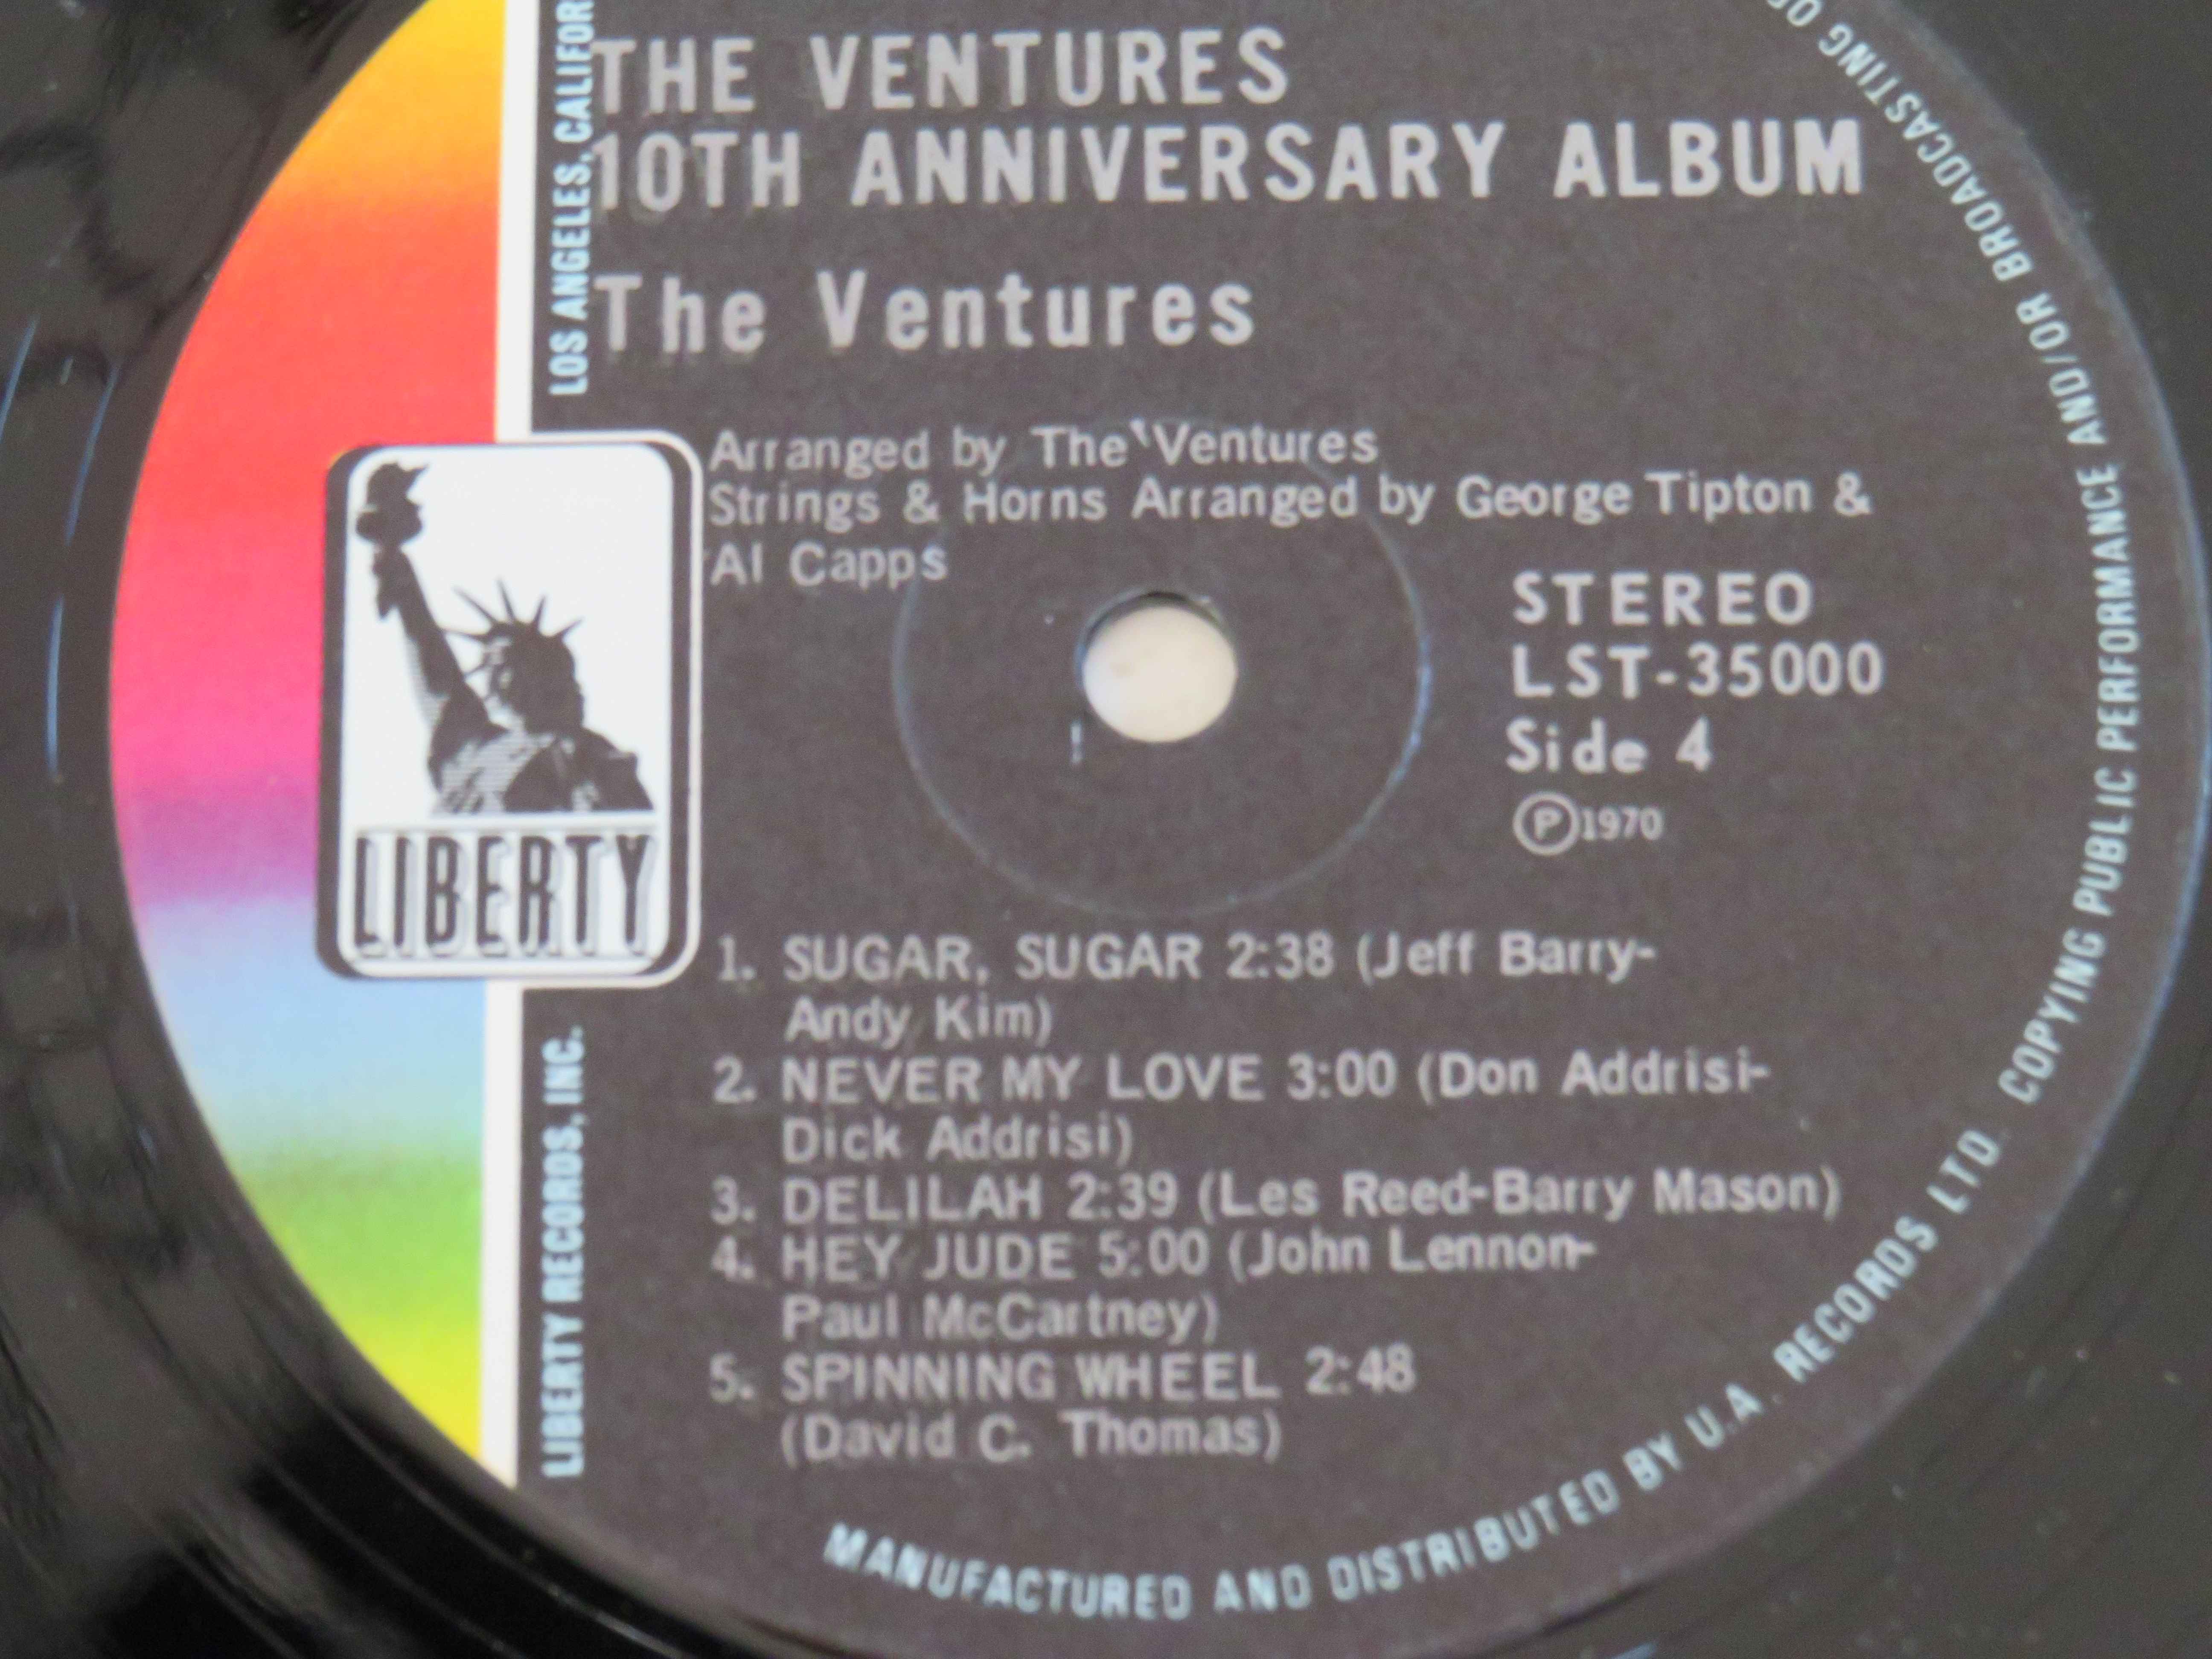 THE VENTURES
10TH ANNIVERSARY ALBUM
The Ventures
Arranged by The Ventures
Strings & Horns Arranged by George Tipton &
Al Capps
STEREO
LST-35000
Side 4
Ⓟ1970
LIBERTY
1. SUGAR, SUGAR 2:38 (Jeff Barry-
Andy Kim)
2. NEVER MY LOVE 3:00 (Don Addrisi-
Dick Addrisi)
3. DELILAH 2:39 (Les Reed-Barry Mason)
4. HEY JUDE 5:00 (John Lennon-
Paul McCartney)
5. SPINNING WHEEL 2:48
(David C. Thomas)
LIBERTY RECORDS, INC.
LOS ANGELES, CALIFOR
MANUFACTURED AND DISTRIBUTED BY U.A. RECORDS LTD. COPYING PUBLIC PERFORMANCE AND/OR BROADCASTING